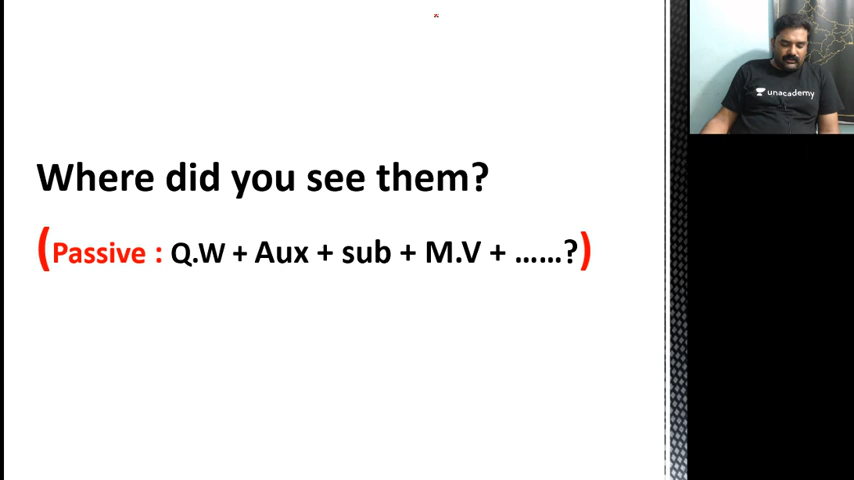 Where did you see them?
(Passive : Q.W + Aux + sub + M.V + ......?)
unacademy